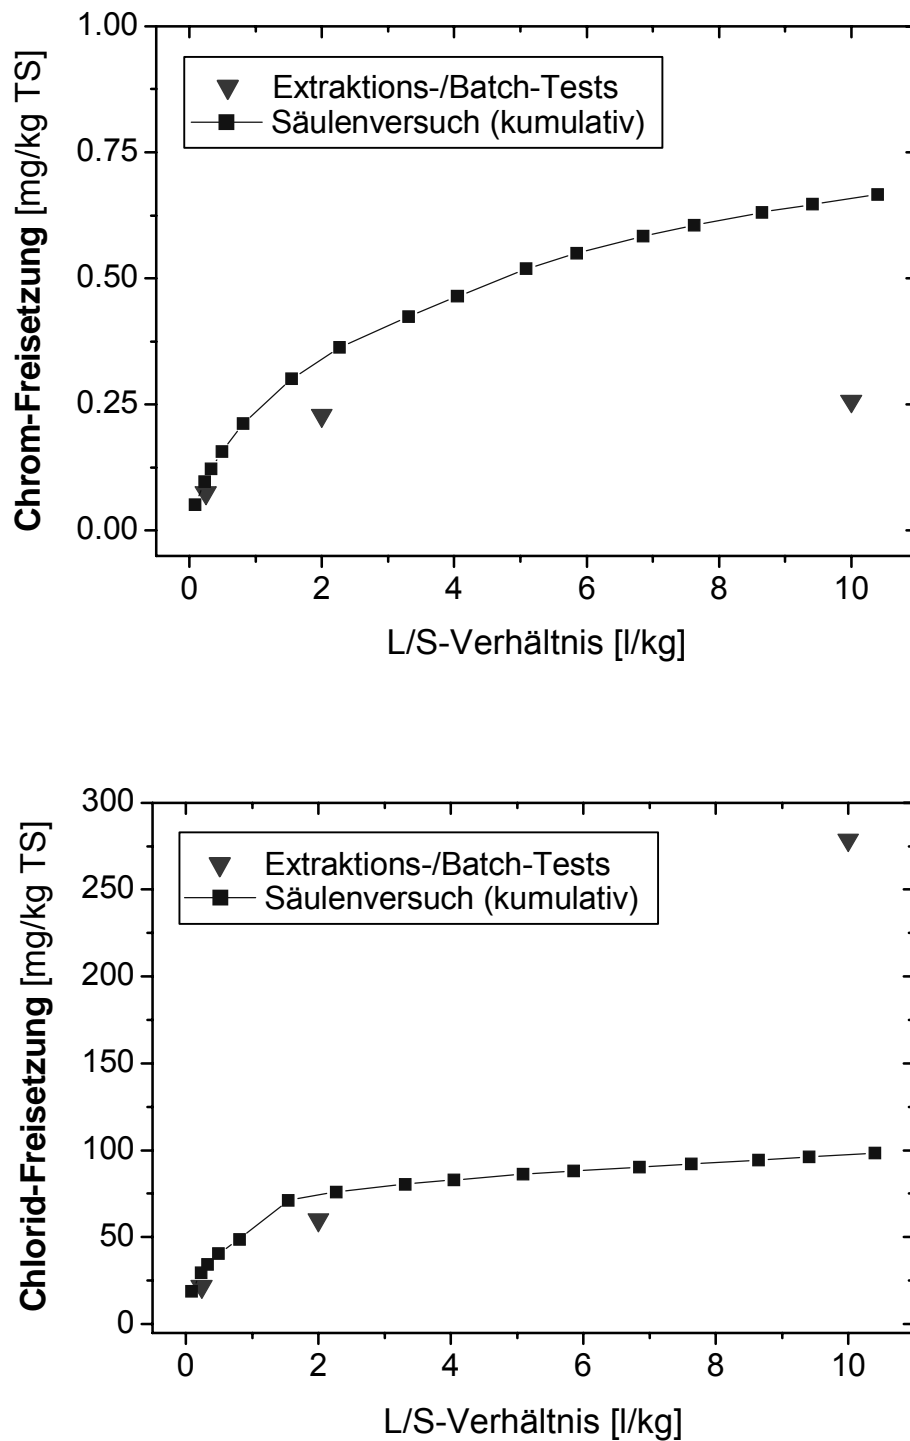 1.00
0.75
0.50
0.25
0.00
Chrom-Freisetzung [mg/kg TS]
Extraktions-/Batch-Tests
Säulenversuch (kumulativ)
0 2 4 6 8 10
L/S-Verhältnis [l/kg]
300
250
200
150
100
50
0
Chlorid-Freisetzung [mg/kg TS]
Extraktions-/Batch-Tests
Säulenversuch (kumulativ)
0 2 4 6 8 10
L/S-Verhältnis [l/kg]